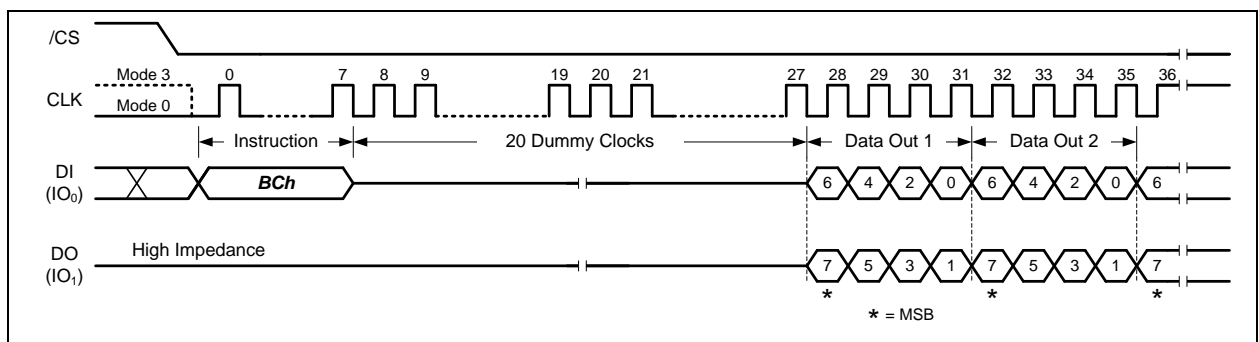 /CS
Mode 3 0 7 8 9 19 20 21 27 28 29 30 31 32 33 34 35 36
CLK
Mode 0
Instruction 20 Dummy Clocks Data Out 1 Data Out 2
DI
(IO₀)
BCh 6 4 2 0 6 4 2 0 6
DO
(IO₁)
High Impedance
7 5 3 1 7 5 3 1 7
* * *
* = MSB